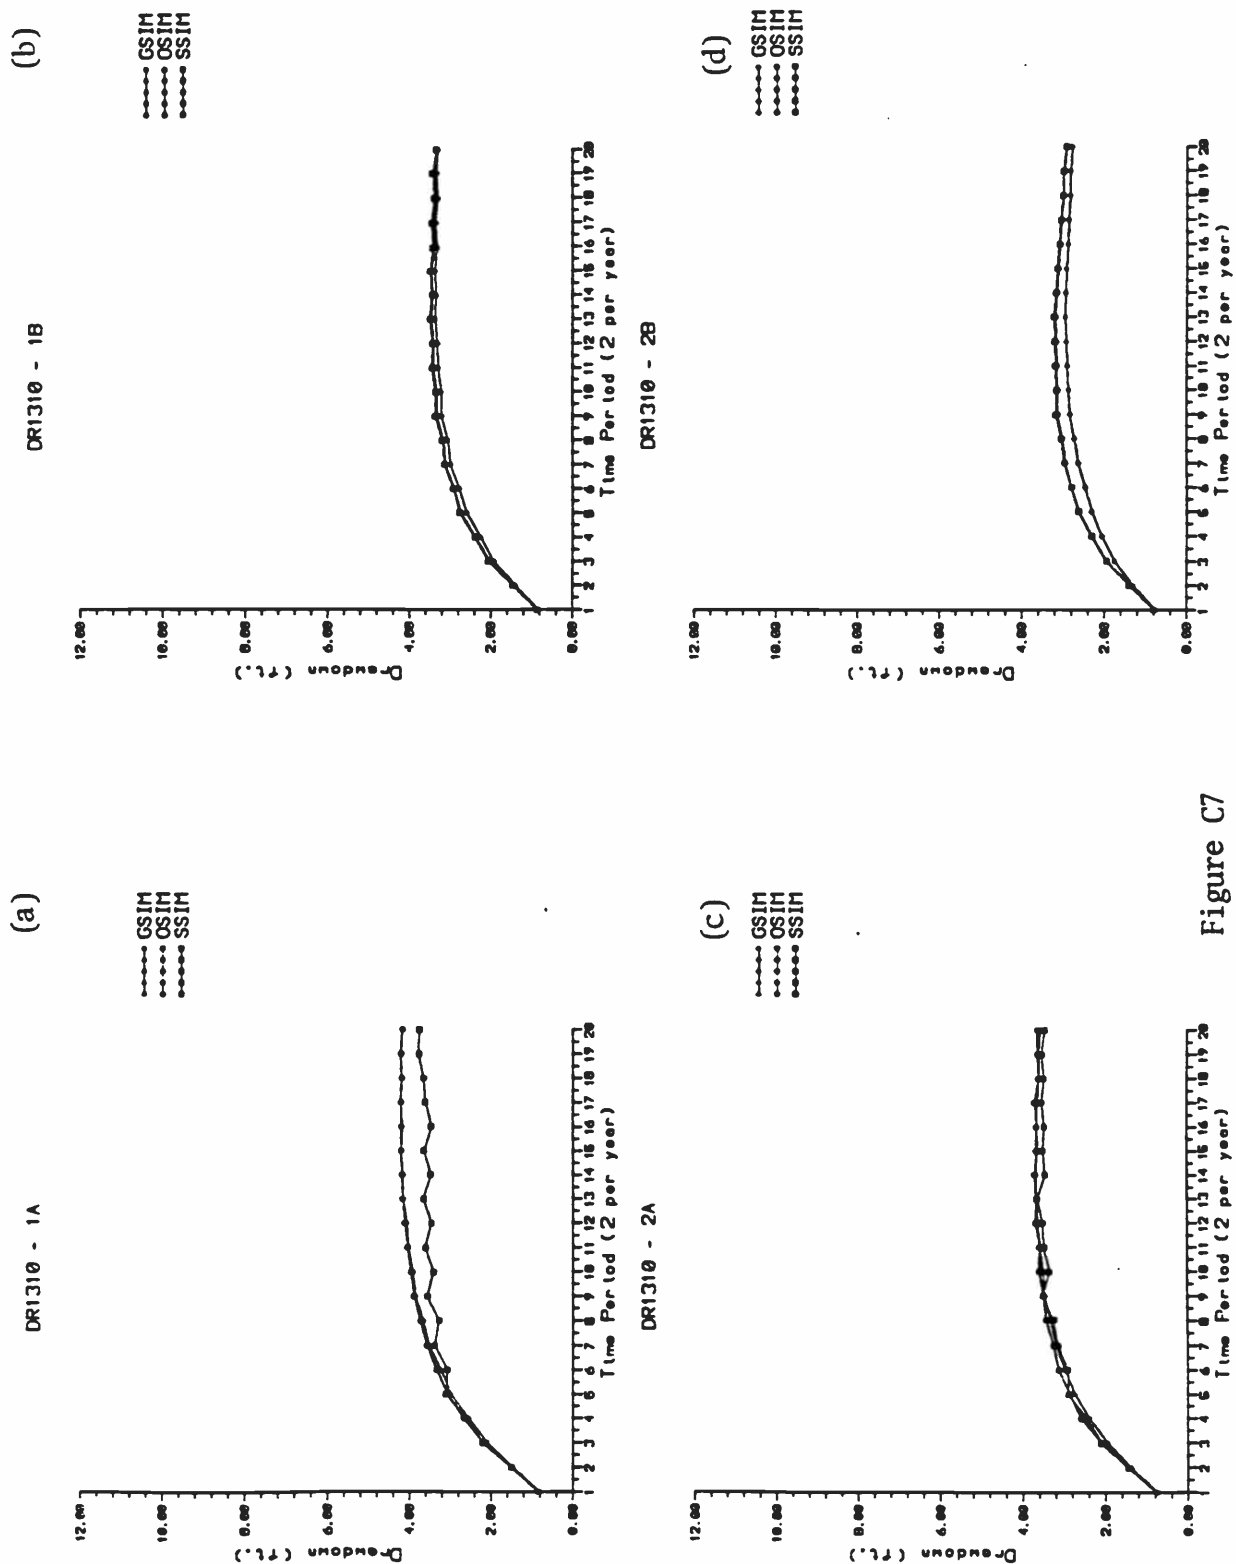 (a)
DR1310 - 1A
GSIM
OSIM
SSIM
12.00
10.00
8.00
6.00
4.00
2.00
0.00
Drawdown (ft.)
1 2 3 4 5 6 7 8 9 10 11 12 13 14 15 16 17 18 19 20
Time Period (2 per year)
(b)
DR1310 - 1B
GSIM
OSIM
SSIM
12.00
10.00
8.00
6.00
4.00
2.00
0.00
Drawdown (ft.)
1 2 3 4 5 6 7 8 9 10 11 12 13 14 15 16 17 18 19 20
Time Period (2 per year)
(c)
DR1310 - 2A
GSIM
OSIM
SSIM
12.00
10.00
8.00
6.00
4.00
2.00
0.00
Drawdown (ft.)
1 2 3 4 5 6 7 8 9 10 11 12 13 14 15 16 17 18 19 20
Time Period (2 per year)
(d)
DR1310 - 2B
GSIM
OSIM
SSIM
12.00
10.00
8.00
6.00
4.00
2.00
0.00
Drawdown (ft.)
1 2 3 4 5 6 7 8 9 10 11 12 13 14 15 16 17 18 19 20
Time Period (2 per year)
Figure C7